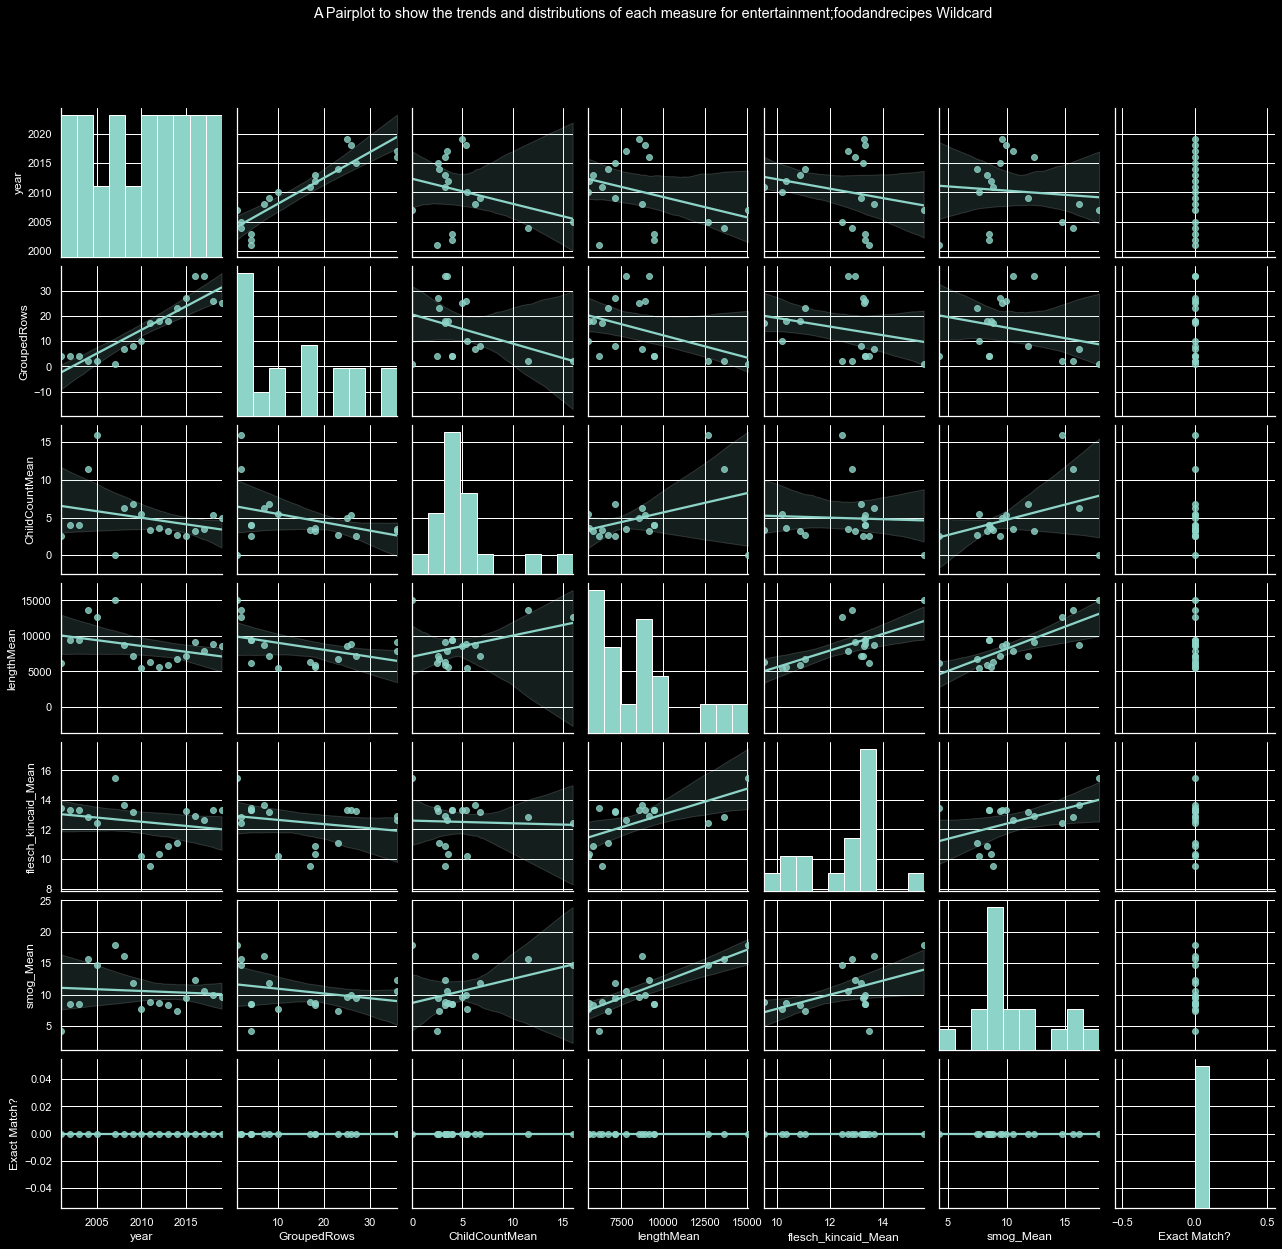 A Pairplot to show the trends and distributions of each measure for entertainment;foodandrecipes Wildcard
2020
2015
2010
2005
2000
year
30
20
10
0
−10
GroupedRows
15
10
5
0
ChildCountMean
15000
10000
5000
0
lengthMean
16
14
12
10
8
flesch_kincaid_Mean
25
20
15
10
5
smog_Mean
0.04
0.02
0.00
−0.02
−0.04
Exact Match?
2005 2010 2015
10 20 30
0 5 10 15
7500 10000 12500 15000
10 12 14
5 10 15
−0.5 0.0 0.5
year
GroupedRows
ChildCountMean
lengthMean
flesch_kincaid_Mean
smog_Mean
Exact Match?